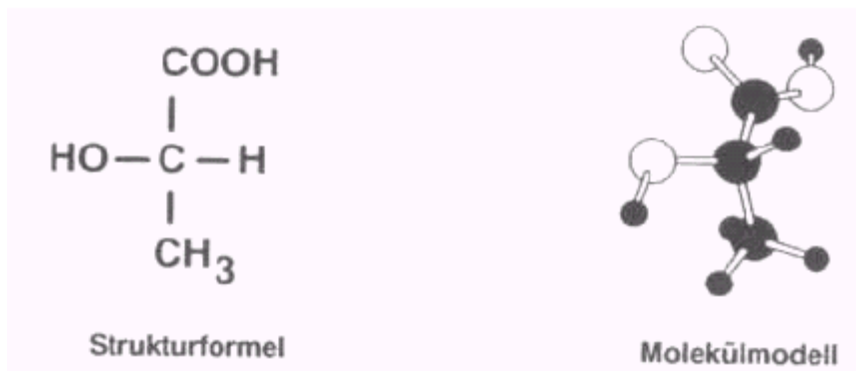 COOH
HO–C–H
CH3
Strukturformel
Molekülmodell